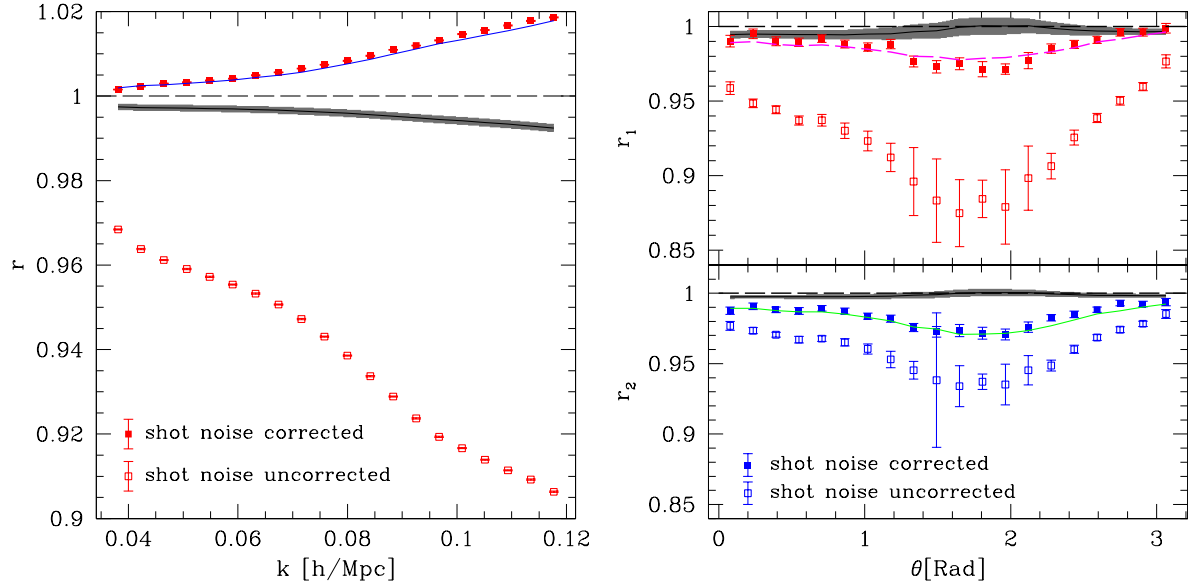 1.02
1
0.98
0.96
0.94
0.92
0.9
r
shot noise corrected
shot noise uncorrected
0.04
0.06
0.08
0.1
0.12
k [h/Mpc]
1
0.95
0.9
0.85
r₁
1
0.95
0.9
0.85
r₂
shot noise corrected
shot noise uncorrected
0
1
2
3
θ[Rad]